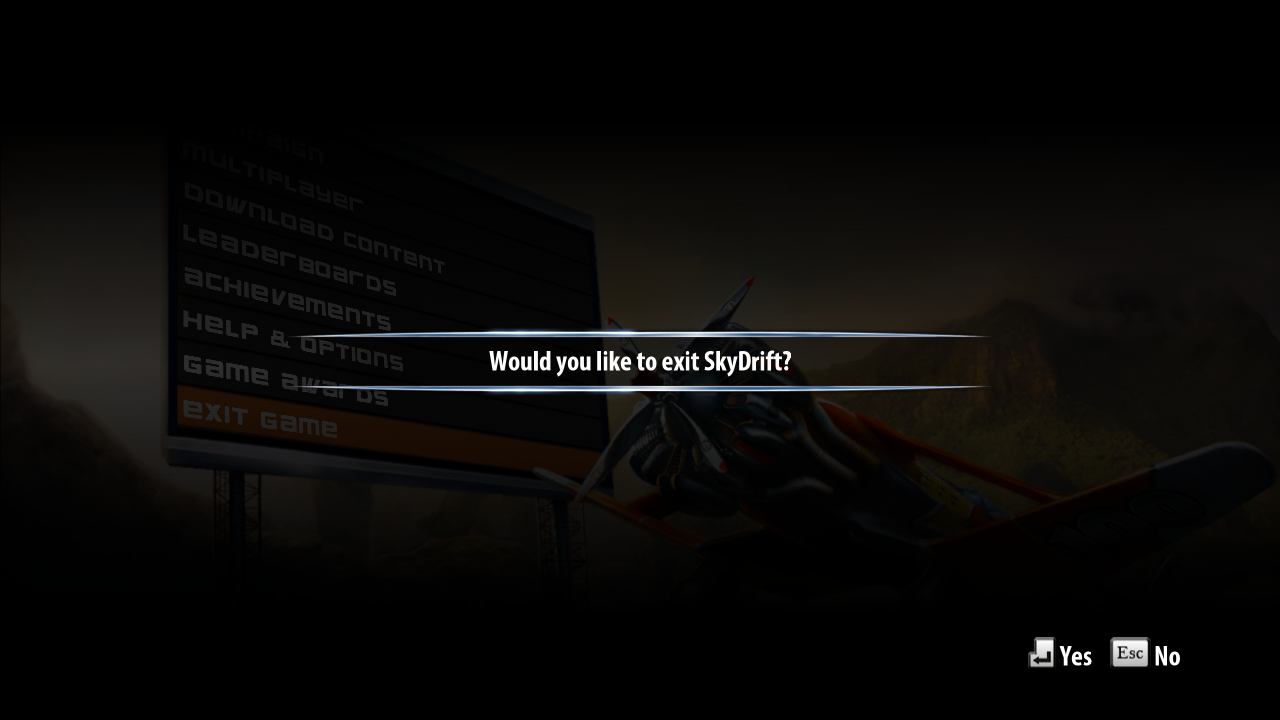 MULTIPLAYER
DOWNLOAD CONTENT
LEADERBOARDS
ACHIEVEMENTS
HELP & OPTIONS
GAME AWARDS
EXIT GAME
Would you like to exit SkyDrift?
Yes Esc No